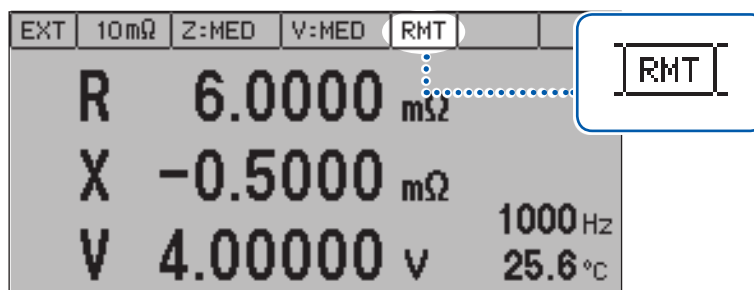 EXT 10mΩ Z:MED V:MED RMT
RMT
R 6.0000 mΩ
X -0.5000 mΩ
1000 Hz
V 4.00000 V
25.6 °C